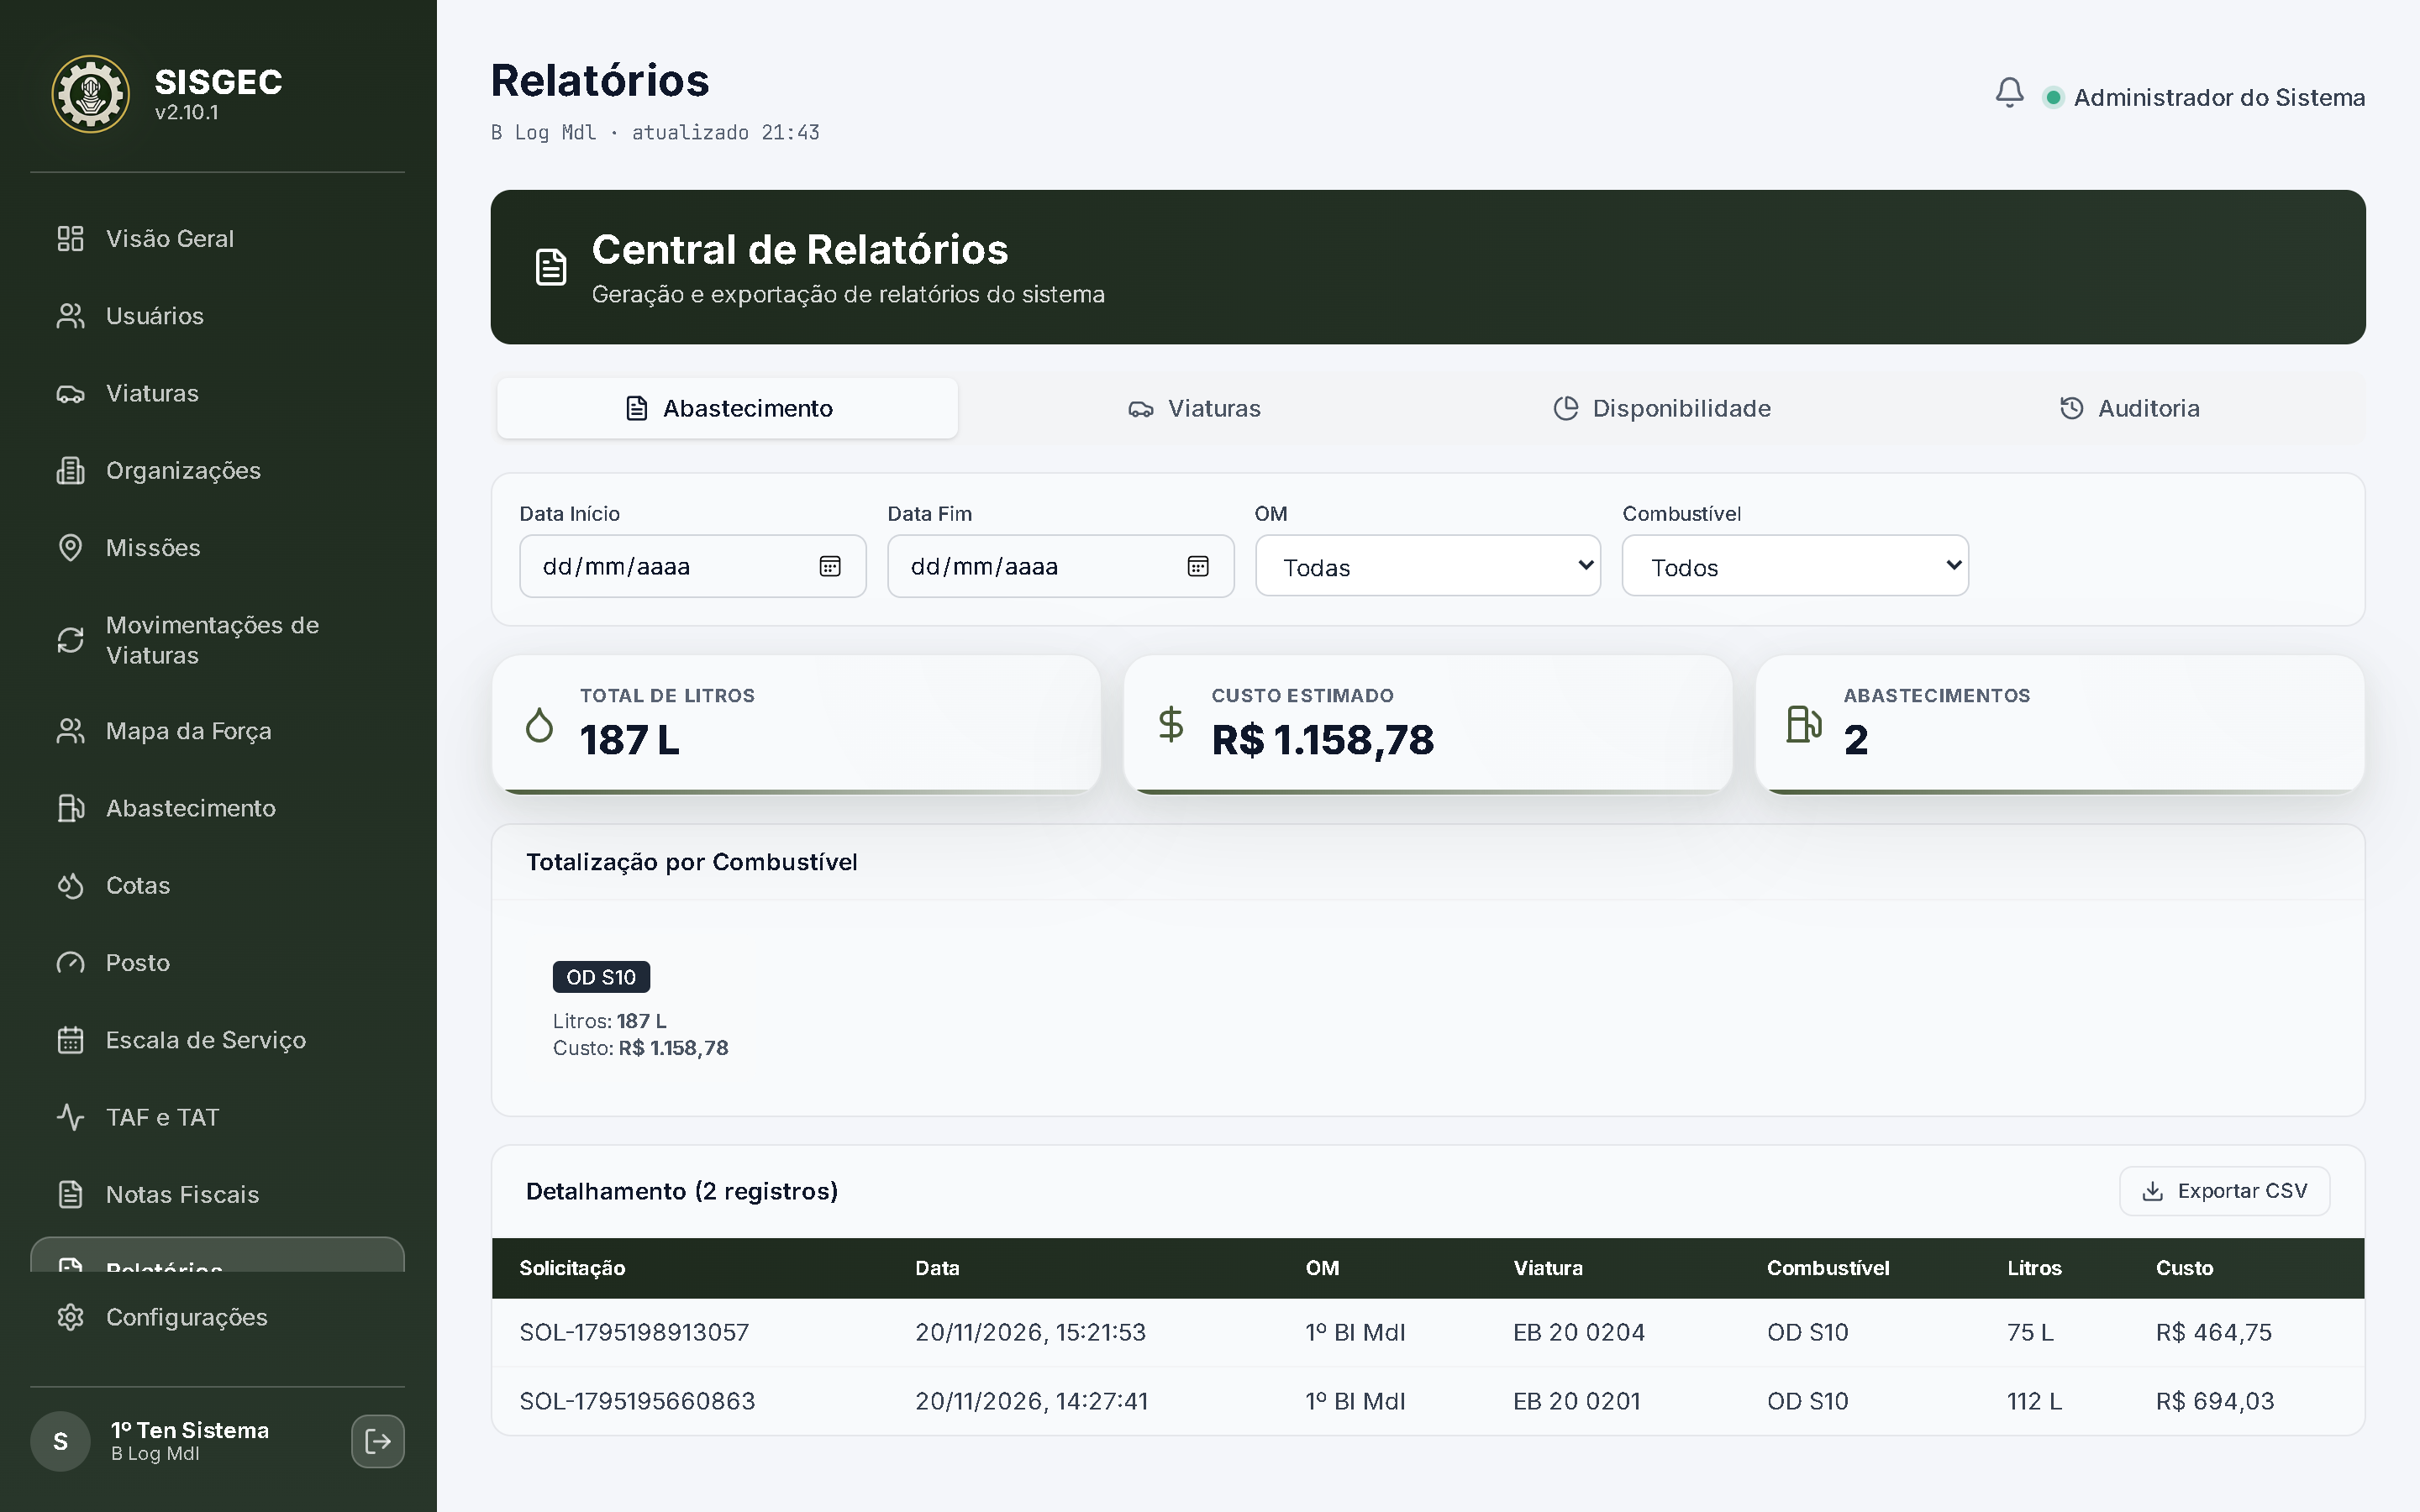 SISGEC
v2.10.1
Visão Geral
Usuários
Viaturas
Organizações
Missões
Movimentações de
Viaturas
Mapa da Força
Abastecimento
Cotas
Posto
Escala de Serviço
TAF e TAT
Notas Fiscais
Relatórios
Configurações
S
1º Ten Sistema
B Log Mdl
Relatórios
B Log Mdl · atualizado 21:43
Administrador do Sistema
Central de Relatórios
Geração e exportação de relatórios do sistema
Abastecimento Viaturas Disponibilidade Auditoria
Data Início Data Fim OM Combustível
dd/mm/aaaa dd/mm/aaaa Todas Todos
TOTAL DE LITROS
187 L
CUSTO ESTIMADO
R$ 1.158,78
ABASTECIMENTOS
2
Totalização por Combustível
OD S10
Litros: 187 L
Custo: R$ 1.158,78
Detalhamento (2 registros)
Exportar CSV
Solicitação Data OM Viatura Combustível Litros Custo
SOL-1795198913057 20/11/2026, 15:21:53 1º BI Mdl EB 20 0204 OD S10 75 L R$ 464,75
SOL-1795195660863 20/11/2026, 14:27:41 1º BI Mdl EB 20 0201 OD S10 112 L R$ 694,03